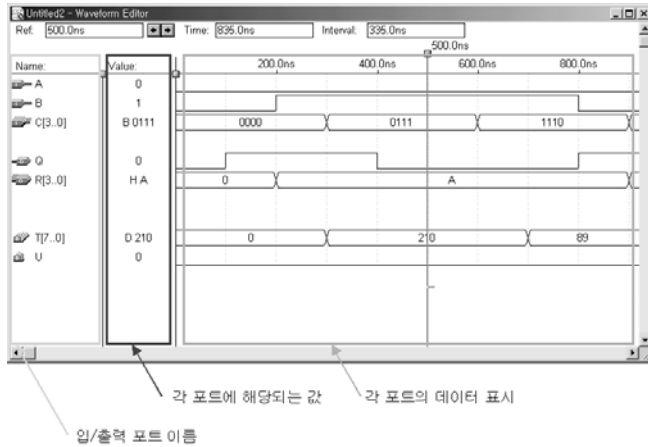 Untitled2 - Waveform Editor
Ref: 500.0ns Time: 835.0ns Interval: 335.0ns
500.0ns
Name: Value: 200.0ns 400.0ns 600.0ns 800.0ns
A 0
B 1
C[3..0] B 0111 0000 0111 1110
Q 0
R[3..0] H A 0 A
T[7..0] D 210 0 210 89
U 0
각 포트에 해당되는 값 각 포트의 데이터 표시
입/출력 포트 이름